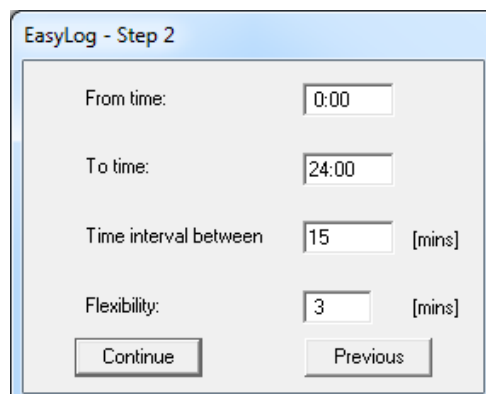 EasyLog - Step 2
From time: 0:00
To time: 24:00
Time interval between 15 [mins]
Flexibility: 3 [mins]
Continue Previous